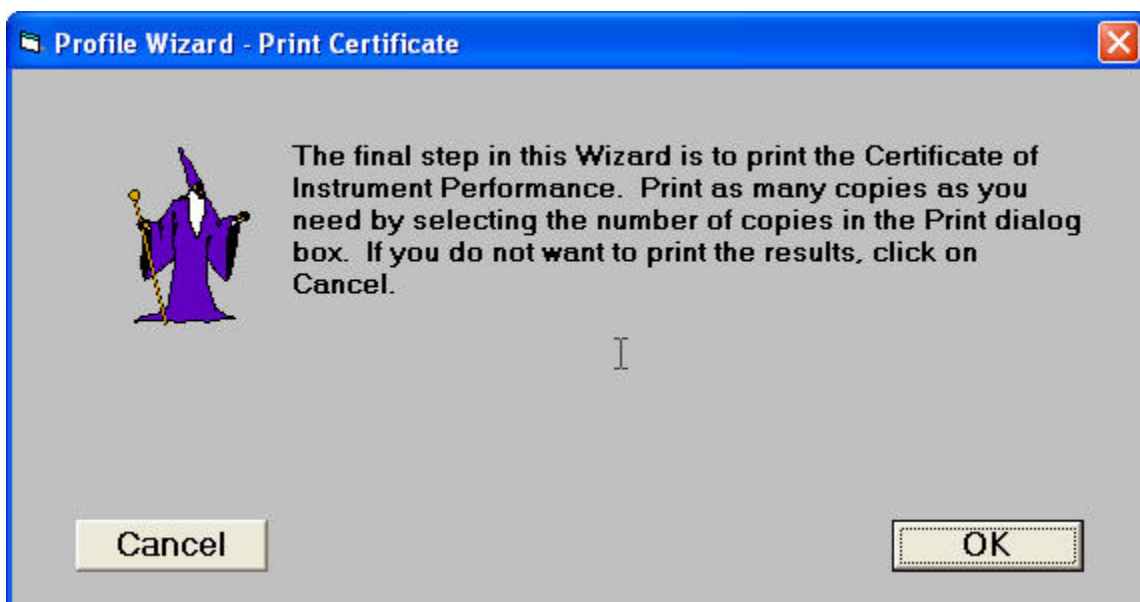 Profile Wizard - Print Certificate
The final step in this Wizard is to print the Certificate of
Instrument Performance.  Print as many copies as you
need by selecting the number of copies in the Print dialog
box.  If you do not want to print the results, click on
Cancel.
Cancel
OK